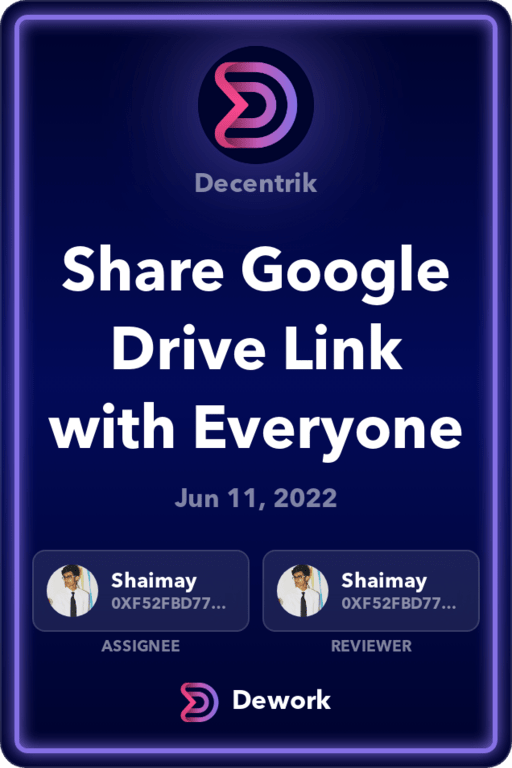 Decentrik
Share Google
Drive Link
with Everyone
Jun 11, 2022
Shaimay
0XF52FBD77...
ASSIGNEE
Shaimay
0XF52FBD77...
REVIEWER
Dework